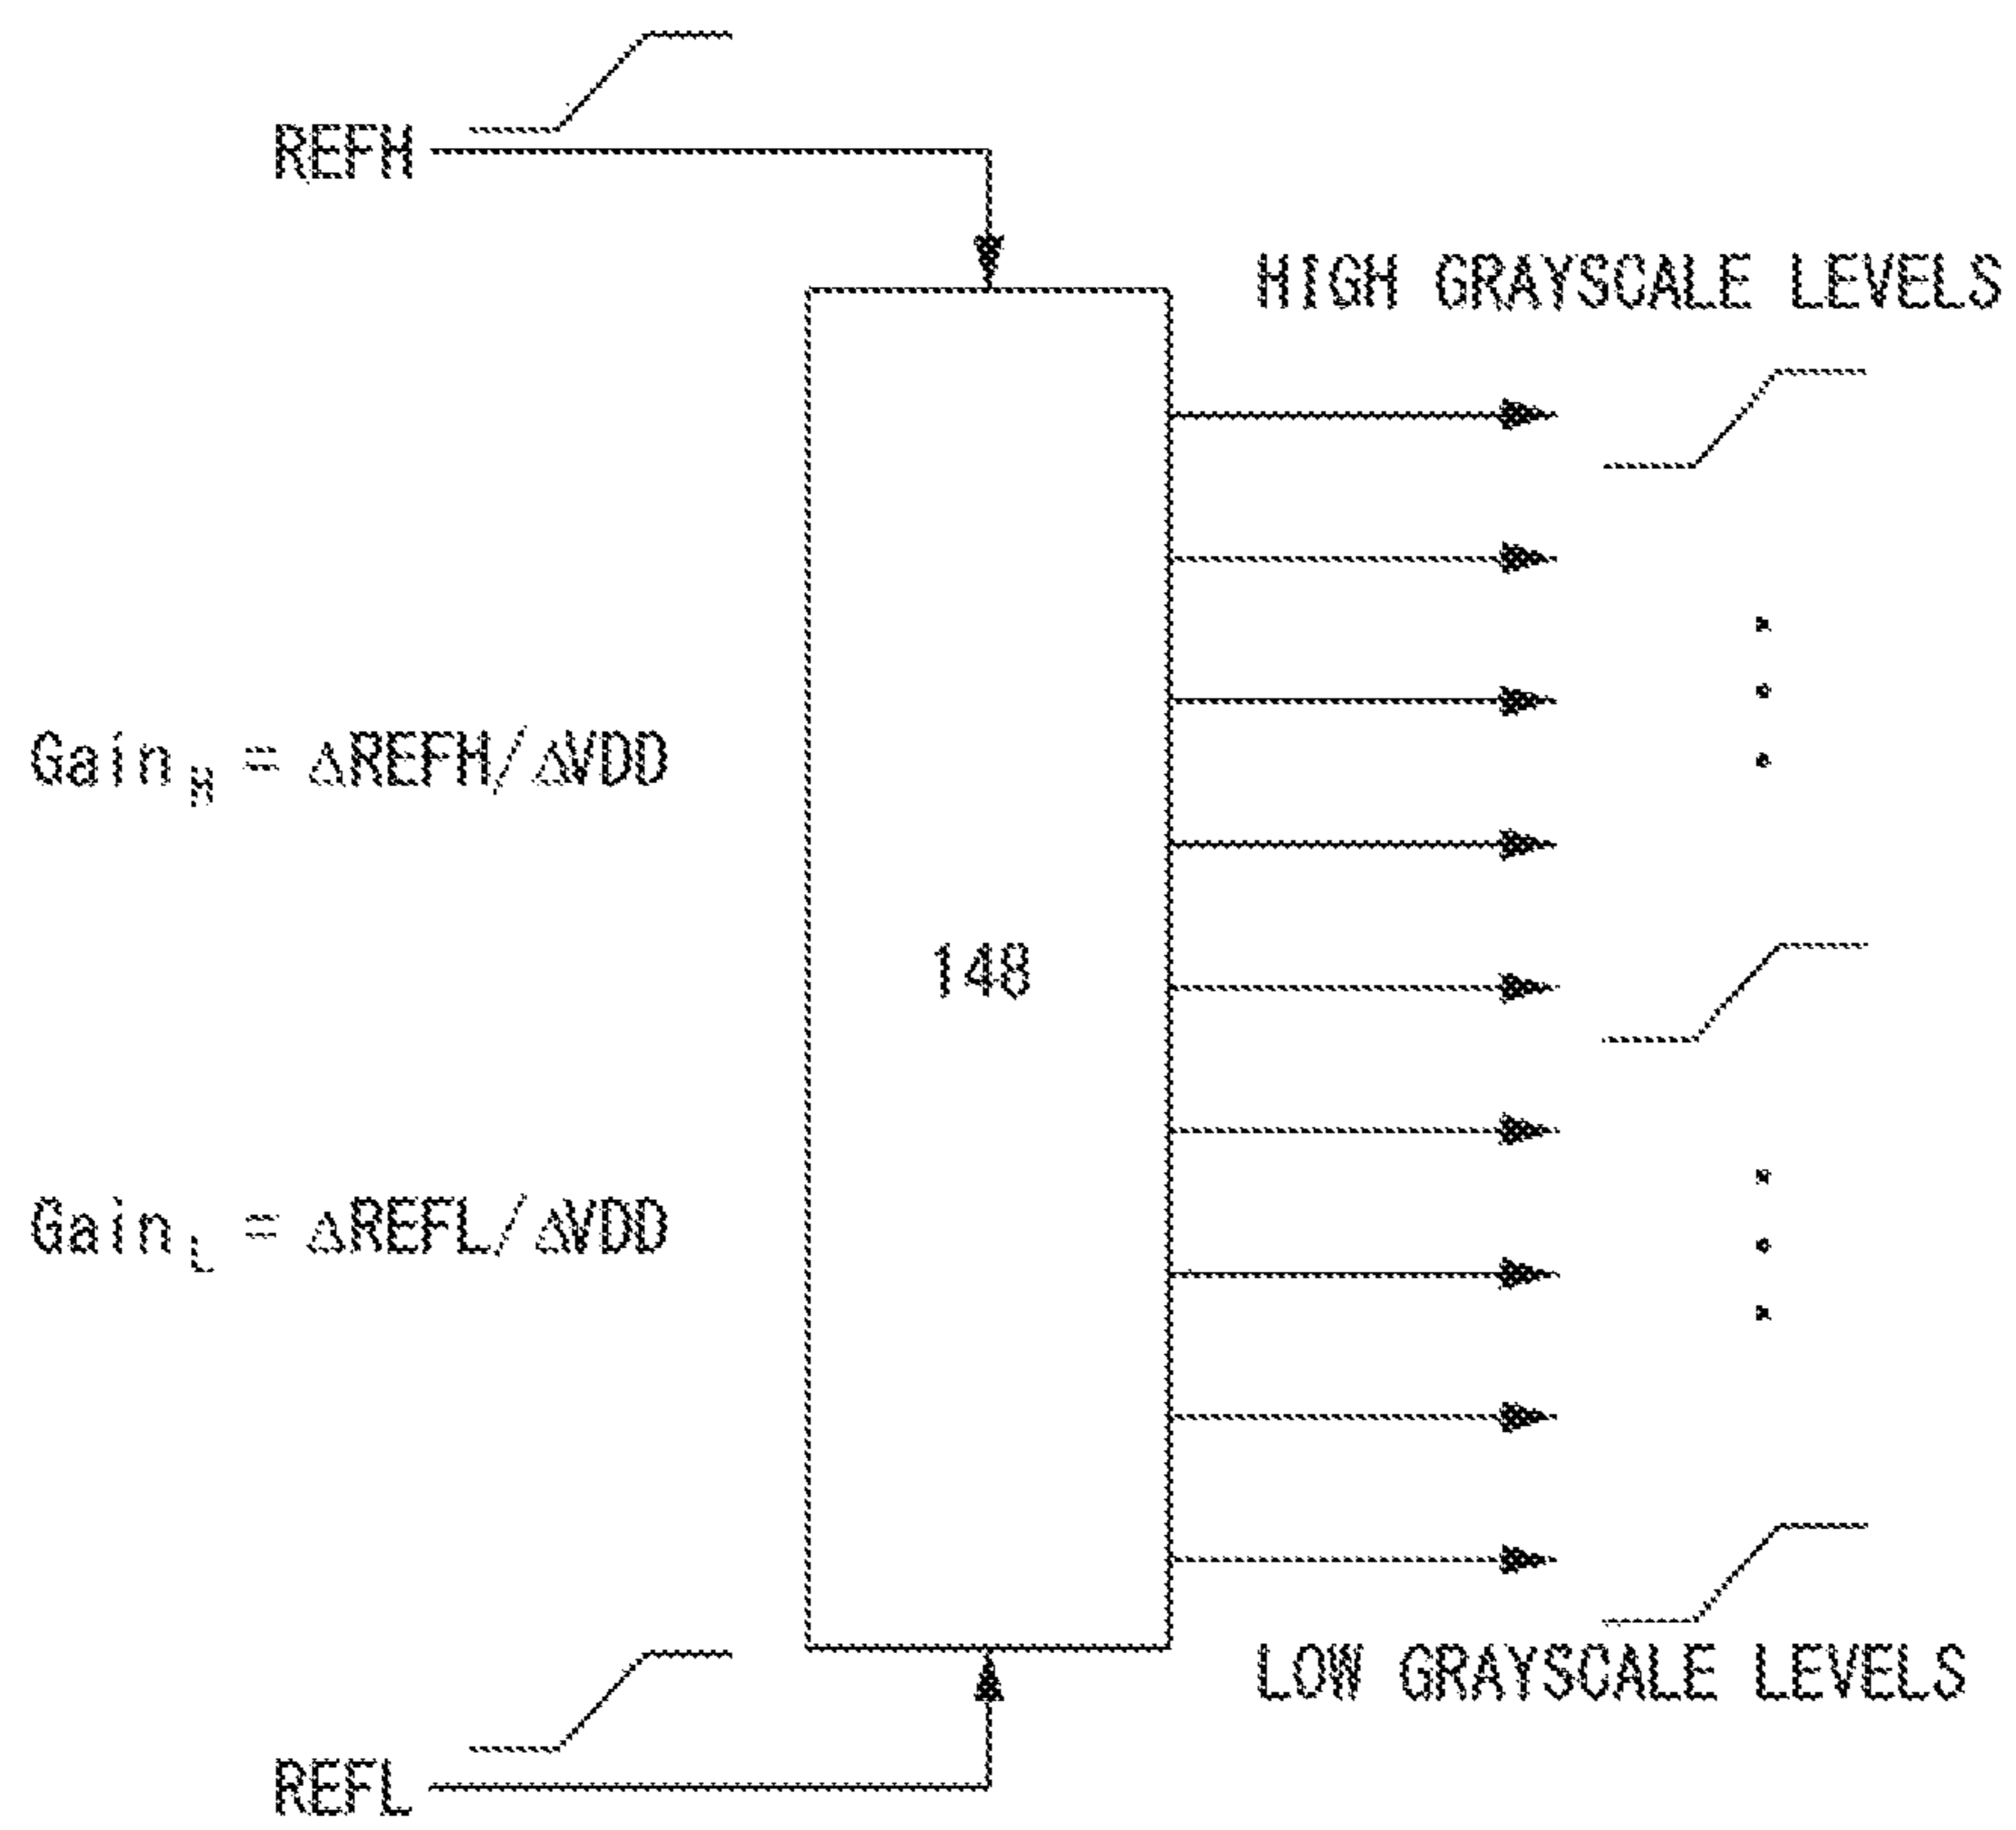 REFH
HIGH GRAYSCALE LEVELS
Gain_H = ΔREFH/ΔVDD
148
Gain_L = ΔREFL/ΔVDD
LOW GRAYSCALE LEVELS
REFL